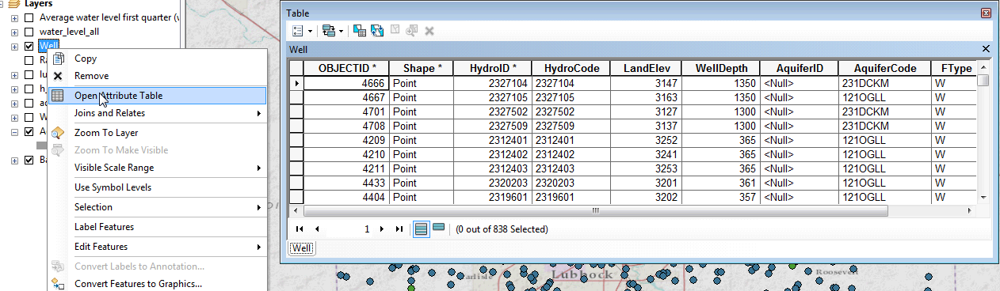 Layers
Average water level first quarter (
water_level_all
Well
Copy
Remove
Open Attribute Table
Joins and Relates
Zoom To Layer
Zoom To Make Visible
Visible Scale Range
Use Symbol Levels
Selection
Label Features
Edit Features
Convert Labels to Annotation...
Convert Features to Graphics...
Table
Well
OBJECTID * Shape * HydroID * HydroCode LandElev WellDepth AquiferID AquiferCode FType
4666 Point 2327104 2327104 3147 1350 <Null> 231DCKM W
4667 Point 2327105 2327105 3163 1350 <Null> 121OGLL W
4701 Point 2327502 2327502 3127 1300 <Null> 231DCKM W
4708 Point 2327509 2327509 3137 1300 <Null> 231DCKM W
4209 Point 2312401 2312401 3252 365 <Null> 121OGLL W
4210 Point 2312402 2312402 3241 365 <Null> 121OGLL W
4211 Point 2312403 2312403 3253 365 <Null> 121OGLL W
4433 Point 2320203 2320203 3201 361 <Null> 121OGLL W
4404 Point 2319601 2319601 3202 357 <Null> 121OGLL W
1 (0 out of 838 Selected)
Well
Lubbock